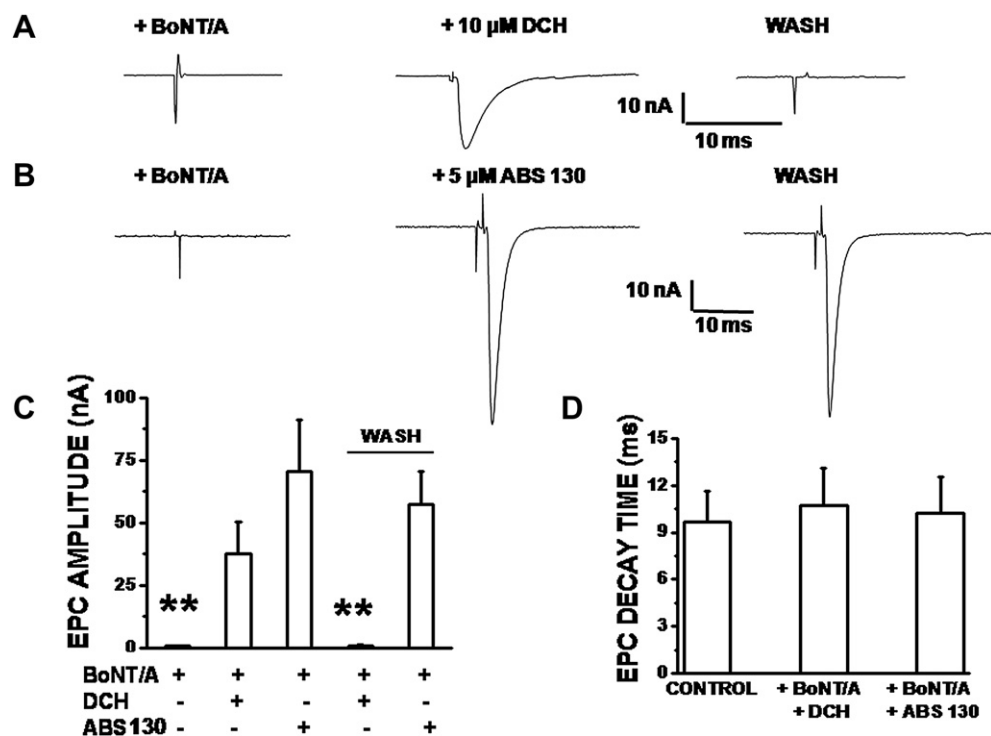 A
+ BoNT/A
+ 10 µM DCH
WASH
10 nA
10 ms
B
+ BoNT/A
+ 5 µM ABS 130
WASH
10 nA
10 ms
C
EPC AMPLITUDE (nA)
100
75
50
25
0
**
**
WASH
BoNT/A + + + + +
DCH - + - + -
ABS 130 - - + - +
D
EPC DECAY TIME (ms)
15
12
9
6
3
0
CONTROL
+ BoNT/A
+ DCH
+ BoNT/A
+ ABS 130